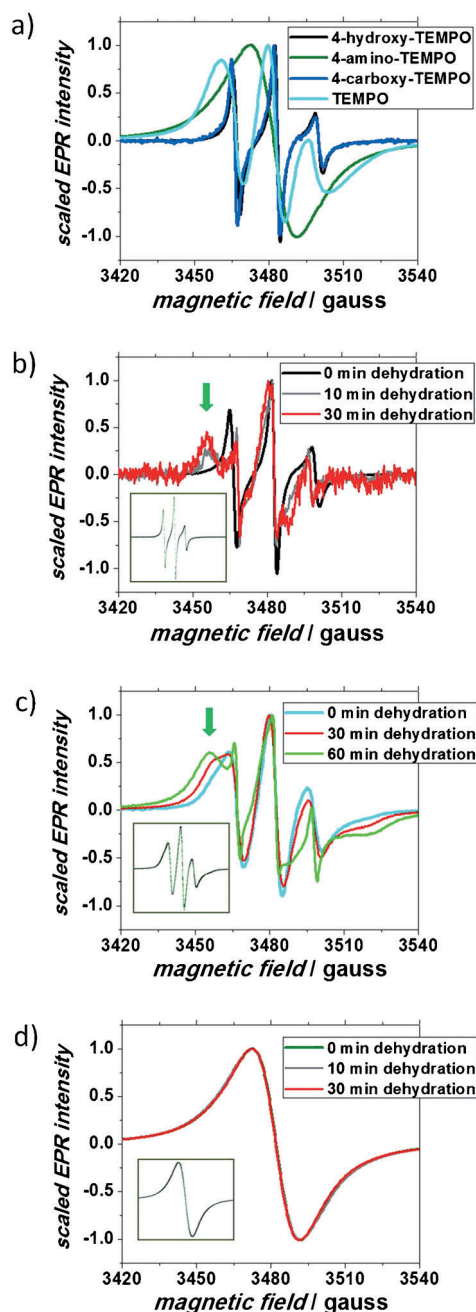 a)
4-hydroxy-TEMPO
4-amino-TEMPO
4-carboxy-TEMPO
TEMPO
scaled EPR intensity
1.0
0.5
0.0
-0.5
-1.0
3420 3450 3480 3510 3540
magnetic field / gauss
b)
0 min dehydration
10 min dehydration
30 min dehydration
scaled EPR intensity
1.0
0.5
0.0
-0.5
-1.0
3420 3450 3480 3510 3540
magnetic field / gauss
c)
0 min dehydration
30 min dehydration
60 min dehydration
scaled EPR intensity
1.0
0.5
0.0
-0.5
-1.0
3420 3450 3480 3510 3540
magnetic field / gauss
d)
0 min dehydration
10 min dehydration
30 min dehydration
scaled EPR intensity
1.0
0.5
0.0
-0.5
-1.0
3420 3450 3480 3510 3540
magnetic field / gauss